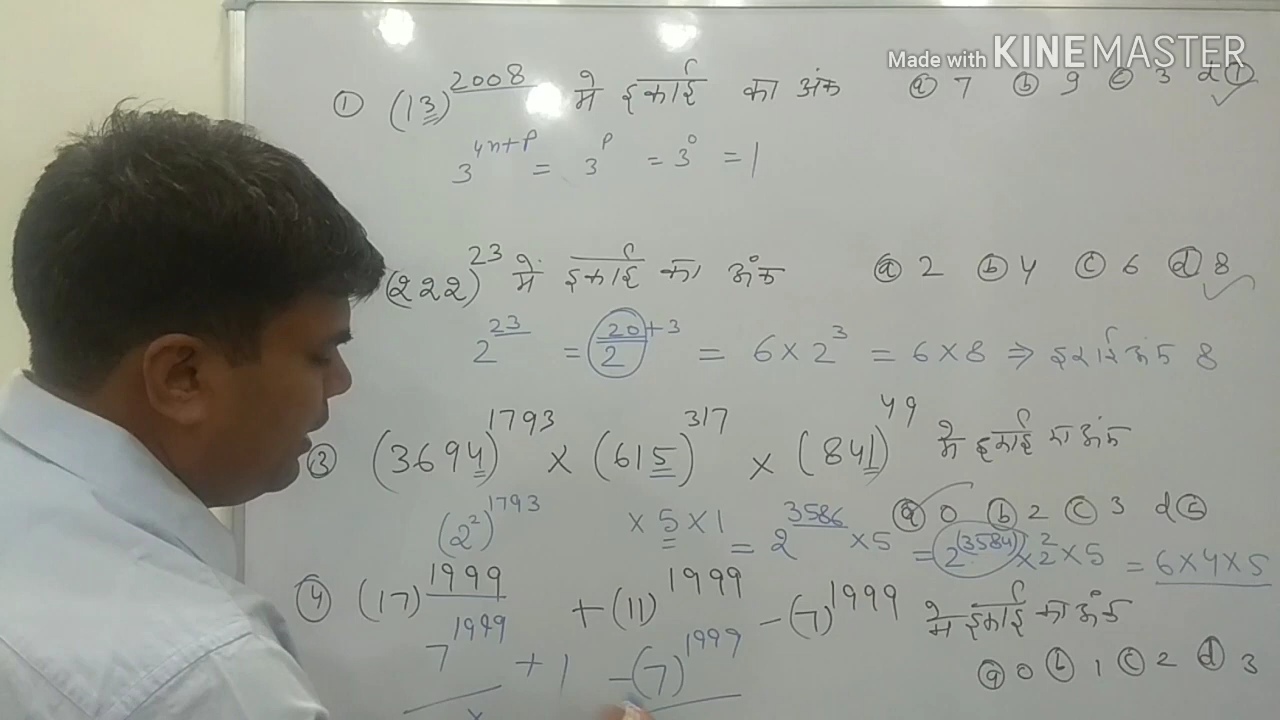 Made with KINEMASTER
① (13)^2008 मे इकाई का अंक ⓐ 7 ⓑ 9 ⓒ 3 d ①
3^4n+P = 3^P = 3^0 = 1
(222)^23 मे इकाई का अंक ⓐ 2 ⓑ 4 ⓒ 6 ⓓ 8
2^23 = 2^20+3 = 6 × 2^3 = 6 × 8 ⇒ इकाई अंक 8
③ (3694)^1793 × (615)^317 × (841)^49 मे इकाई का अंक
ⓐ 0 ⓑ 2 ⓒ 3 d ⑤
(2^2)^1793 × 5 × 1 = 2^3586 × 5 = 2^(3584) × 2^2 × 5 = 6 × 4 × 5
④ (17)^1999 + (11)^1999 - (7)^1999 मे इकाई का अंक
7^1999 + 1 - (7)^1999
ⓐ 0 ⓑ 1 ⓒ 2 ⓓ 3